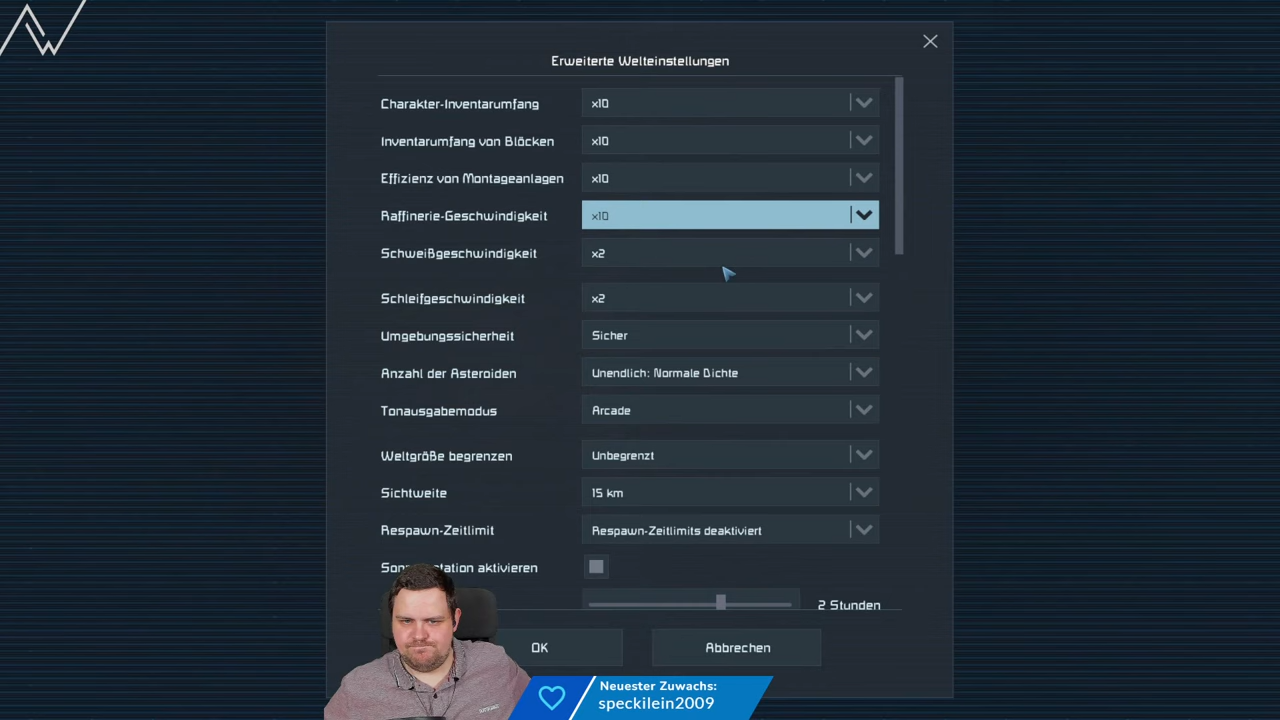 Erweiterte Welteinstellungen
Charakter-Inventarumfang x10
Inventarumfang von Blöcken x10
Effizienz von Montageanlagen x10
Raffinerie-Geschwindigkeit x10
Schweißgeschwindigkeit x2
Schleifgeschwindigkeit x2
Umgebungssicherheit Sicher
Anzahl der Asteroiden Unendlich: Normale Dichte
Tonausgabemodus Arcade
Weltgröße begrenzen Unbegrenzt
Sichtweite 15 km
Respawn-Zeitlimit Respawn-Zeitlimits deaktiviert
aktivieren
2 Stunden
OK Abbrechen
Neuester Zuwachs:
speckilein2009